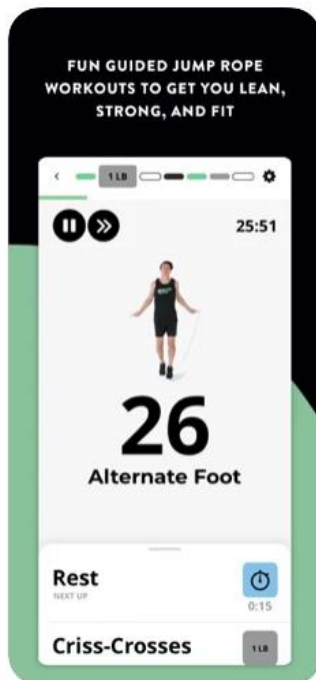 FUN GUIDED JUMP ROPE
WORKOUTS TO GET YOU LEAN,
STRONG, AND FIT
1 LB
25:51
26
Alternate Foot
Rest
NEXT UP
0:15
Criss-Crosses
1 LB